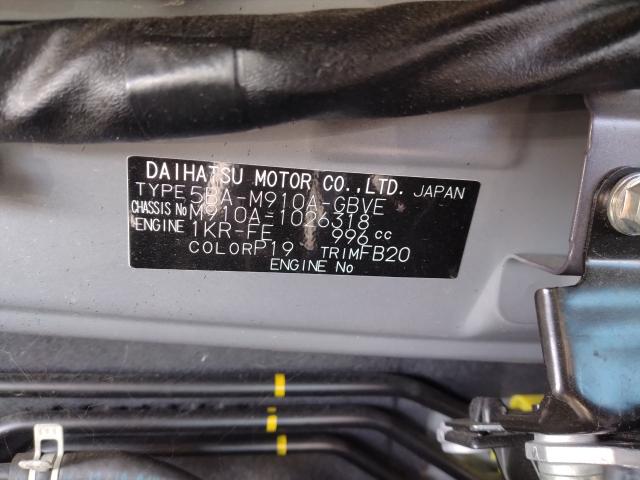 DAIHATSU MOTOR CO.,LTD. JAPAN
TYPE 5BA-M910A-GBVE
CHASSIS No M910A-1026318
ENGINE 1KR-FE 996 cc
COLOR P19 TRIM FB20
ENGINE No